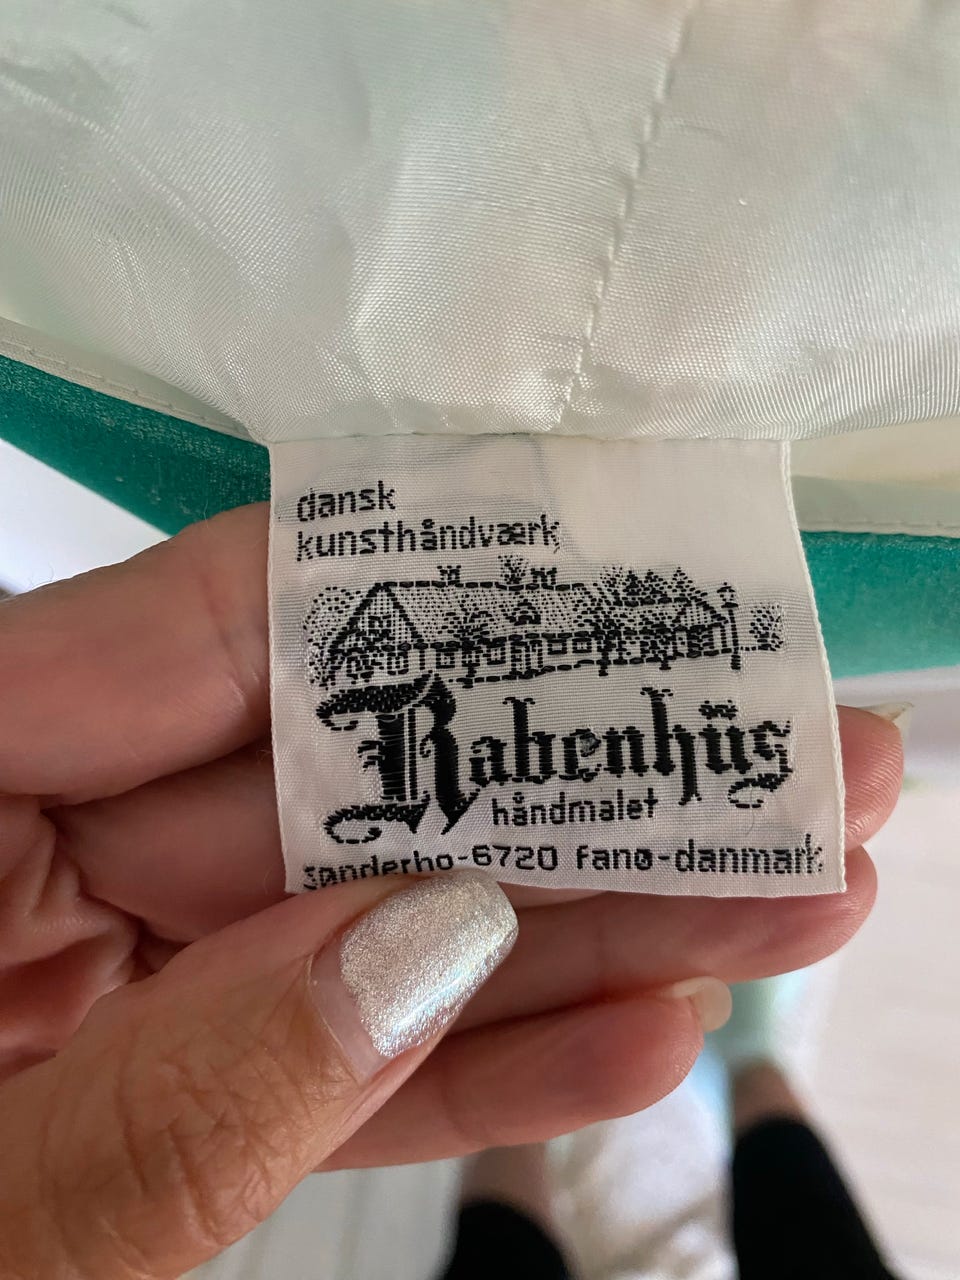 dansk
kunsthåndværk
Rabenhüs
håndmalet
sønderho-6720 fanø-danmark